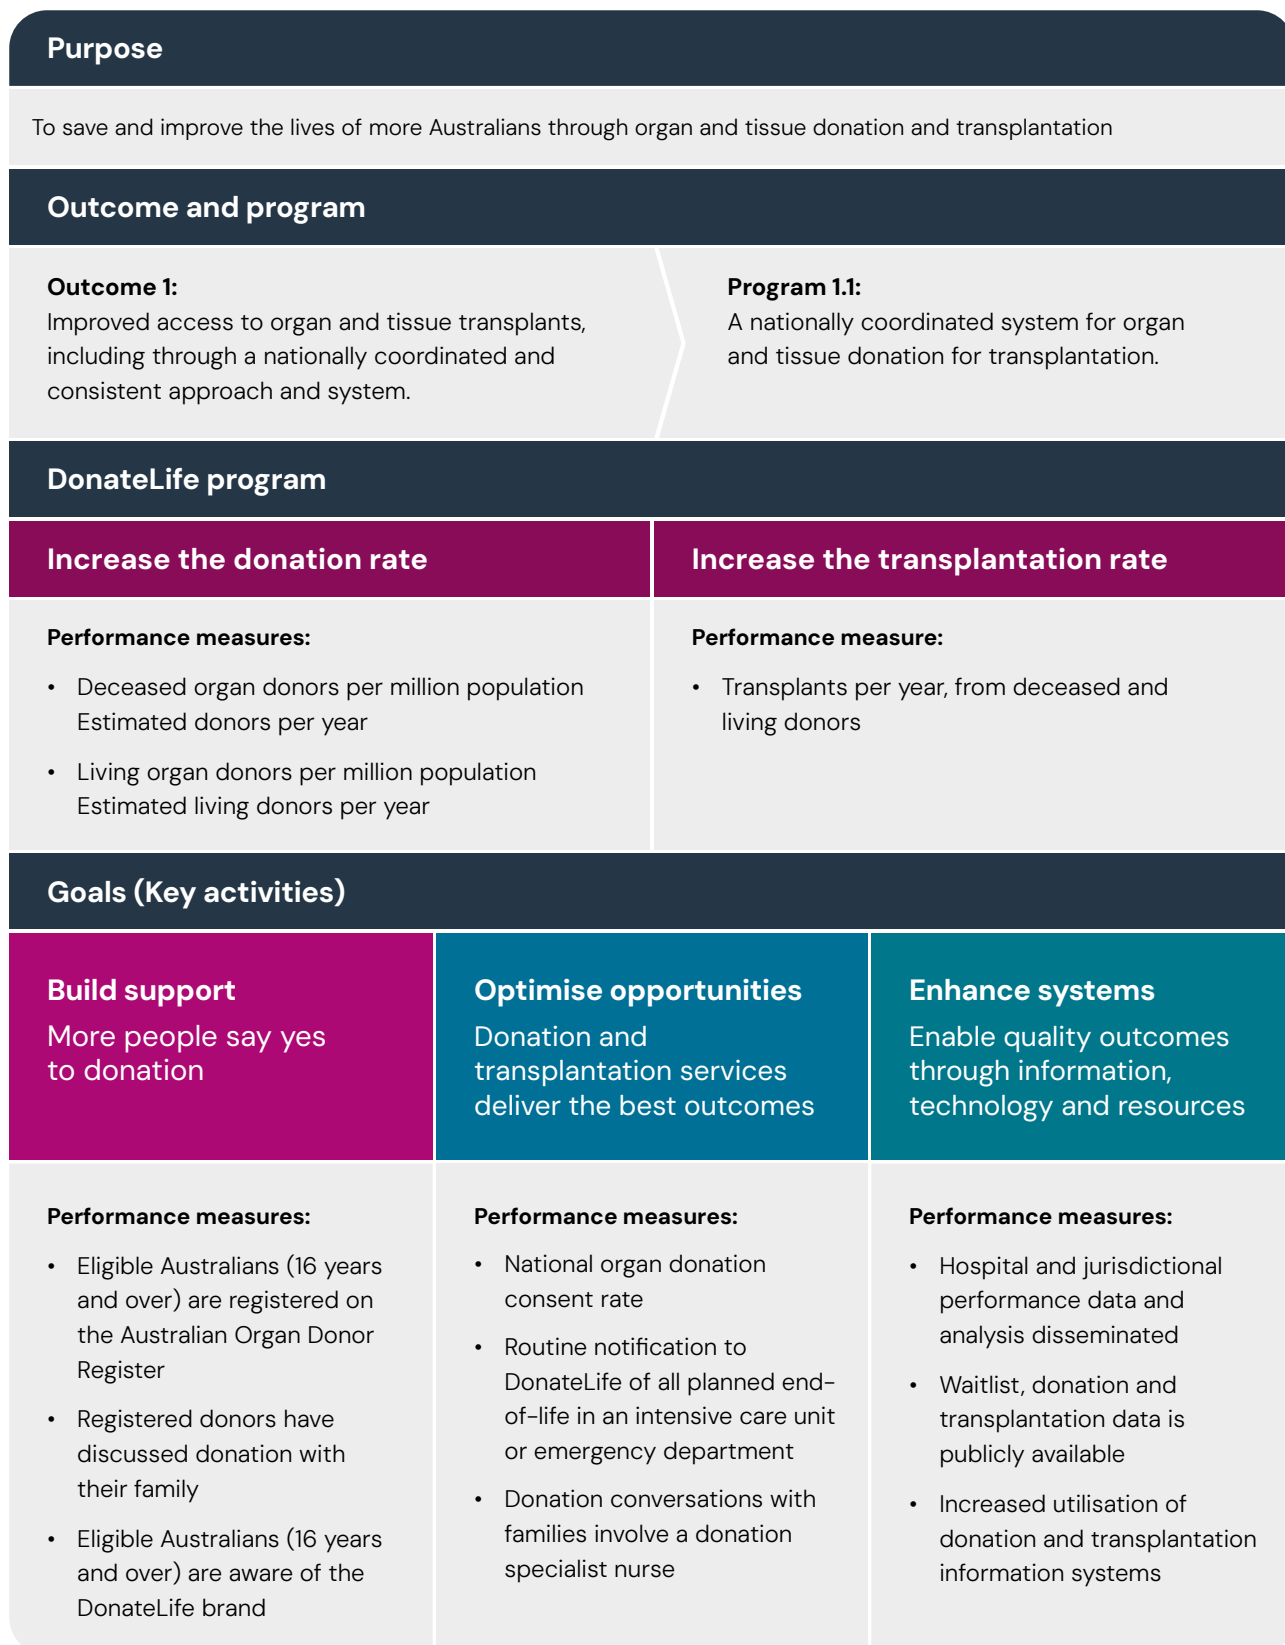 Purpose
To save and improve the lives of more Australians through organ and tissue donation and transplantation
Outcome and program
Outcome 1:
Improved access to organ and tissue transplants,
including through a nationally coordinated and
consistent approach and system.
Program 1.1:
A nationally coordinated system for organ
and tissue donation for transplantation.
DonateLife program
Increase the donation rate
Performance measures:
• Deceased organ donors per million population
Estimated donors per year
• Living organ donors per million population
Estimated living donors per year
Increase the transplantation rate
Performance measure:
• Transplants per year, from deceased and
living donors
Goals (Key activities)
Build support
More people say yes
to donation
Performance measures:
• Eligible Australians (16 years
and over) are registered on
the Australian Organ Donor
Register
• Registered donors have
discussed donation with
their family
• Eligible Australians (16 years
and over) are aware of the
DonateLife brand
Optimise opportunities
Donation and
transplantation services
deliver the best outcomes
Performance measures:
• National organ donation
consent rate
• Routine notification to
DonateLife of all planned end-
of-life in an intensive care unit
or emergency department
• Donation conversations with
families involve a donation
specialist nurse
Enhance systems
Enable quality outcomes
through information,
technology and resources
Performance measures:
• Hospital and jurisdictional
performance data and
analysis disseminated
• Waitlist, donation and
transplantation data is
publicly available
• Increased utilisation of
donation and transplantation
information systems